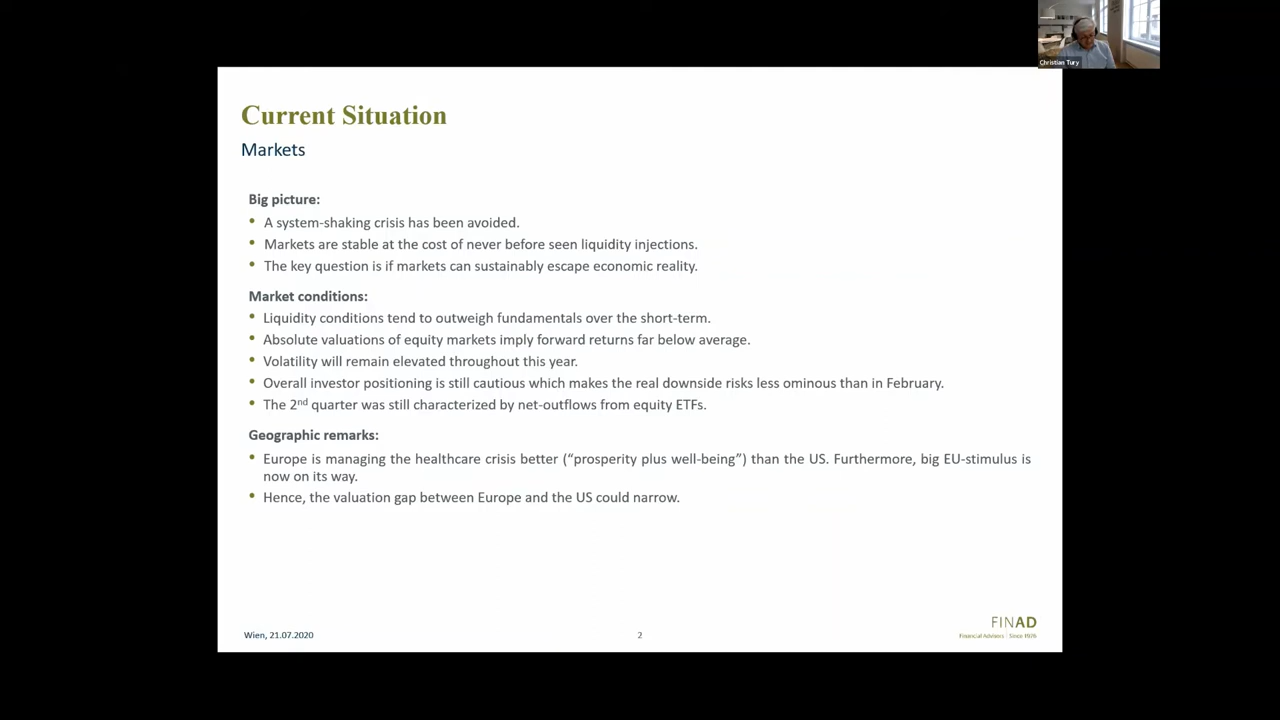 Christian Tury
Current Situation
Markets
Big picture:
• A system-shaking crisis has been avoided.
• Markets are stable at the cost of never before seen liquidity injections.
• The key question is if markets can sustainably escape economic reality.
Market conditions:
• Liquidity conditions tend to outweigh fundamentals over the short-term.
• Absolute valuations of equity markets imply forward returns far below average.
• Volatility will remain elevated throughout this year.
• Overall investor positioning is still cautious which makes the real downside risks less ominous than in February.
• The 2nd quarter was still characterized by net-outflows from equity ETFs.
Geographic remarks:
• Europe is managing the healthcare crisis better (“prosperity plus well-being”) than the US. Furthermore, big EU-stimulus is
now on its way.
• Hence, the valuation gap between Europe and the US could narrow.
Wien, 21.07.2020
2
FINAD
Financial Advisors | Since 1926